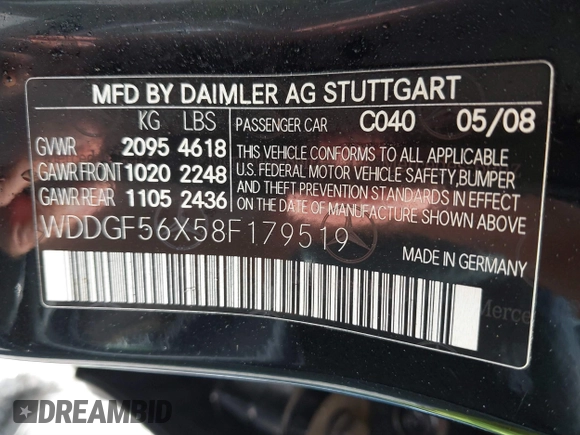 MFD BY DAIMLER AG STUTTGART
KG LBS PASSENGER CAR C040 05/08
GVWR 2095 4618
GAWR FRONT 1020 2248
GAWR REAR 1105 2436
THIS VEHICLE CONFORMS TO ALL APPLICABLE
U.S. FEDERAL MOTOR VEHICLE SAFETY,BUMPER
AND THEFT PREVENTION STANDARDS IN EFFECT
ON THE DATE OF MANUFACTURE SHOWN ABOVE
WDDGF56X58F179519
MADE IN GERMANY
Merce
DREAMBID